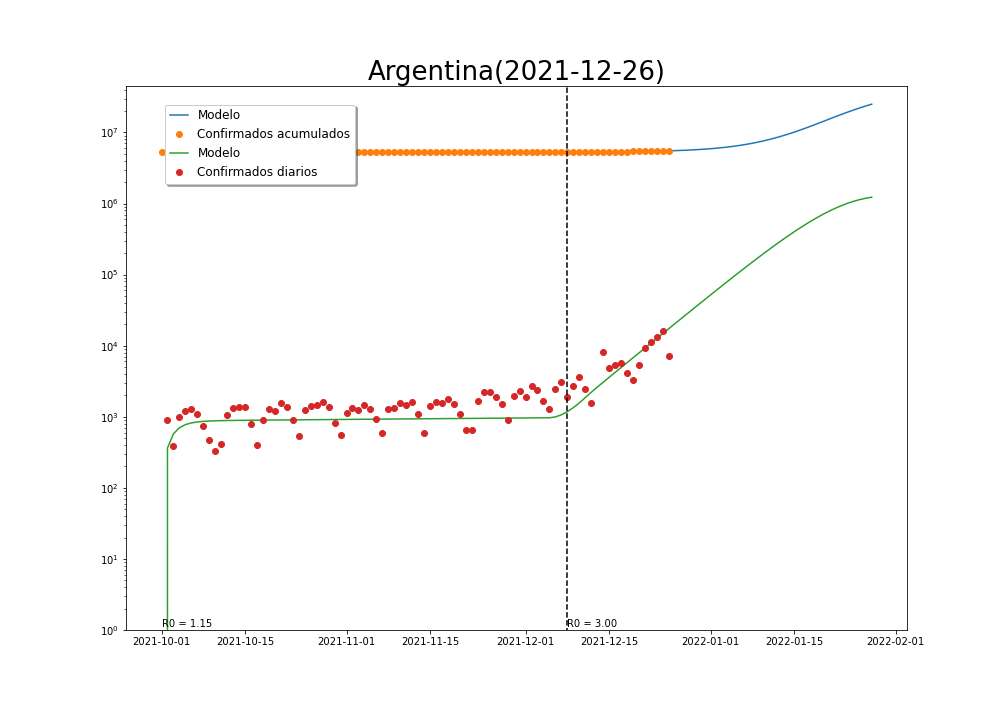 Argentina(2021-12-26)
Modelo
Confirmados acumulados
Modelo
Confirmados diarios
10⁷
10⁶
10⁵
10⁴
10³
10²
10¹
10⁰
R0 = 1.15
R0 = 3.00
2021-10-01 2021-10-15 2021-11-01 2021-11-15 2021-12-01 2021-12-15 2022-01-01 2022-01-15 2022-02-01